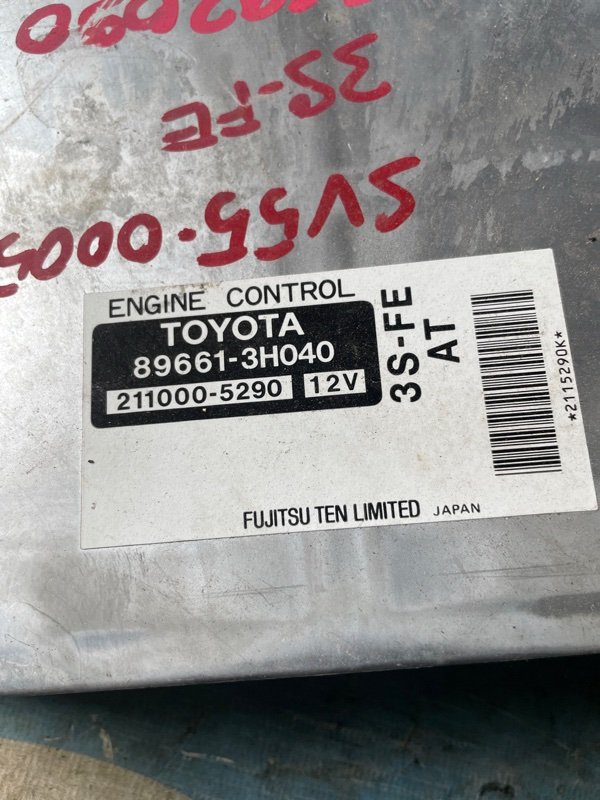 3S-FE
SV55-0005
ENGINE CONTROL
TOYOTA
89661-3H040
211000-5290 12V
3S-FE
AT
*2115290K*
FUJITSU TEN LIMITED JAPAN